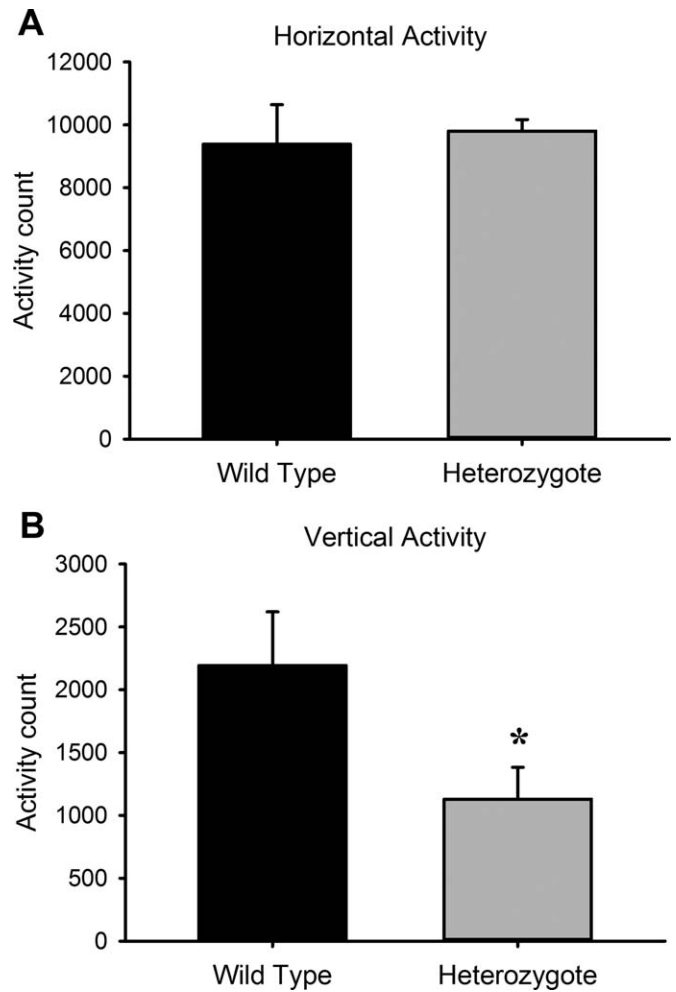 A
Horizontal Activity
12000
10000
8000
6000
4000
2000
0
Activity count
Wild Type
Heterozygote
B
Vertical Activity
3000
2500
2000
1500
1000
500
0
Activity count
*
Wild Type
Heterozygote